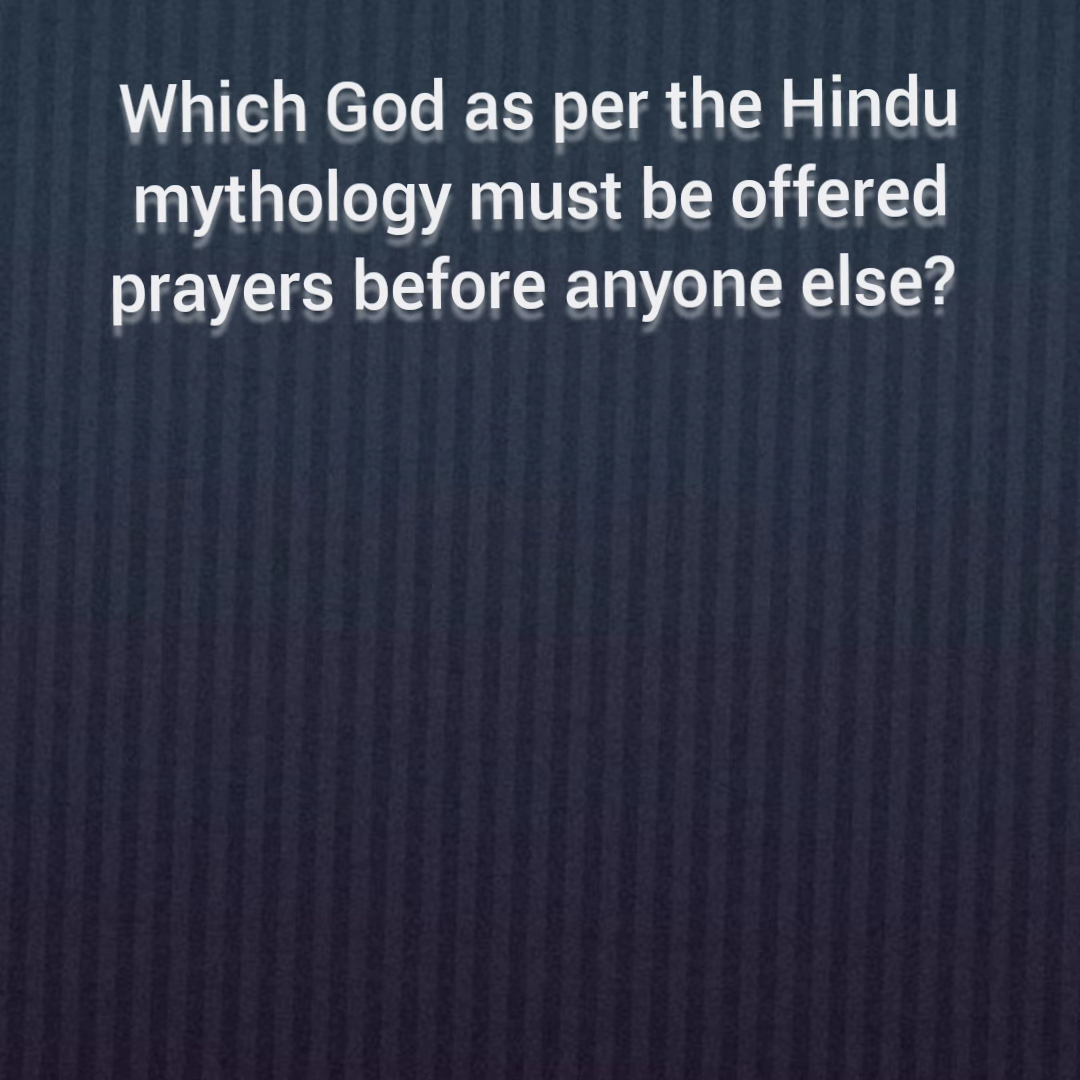 Which God as per the Hindu
mythology must be offered
prayers before anyone else?